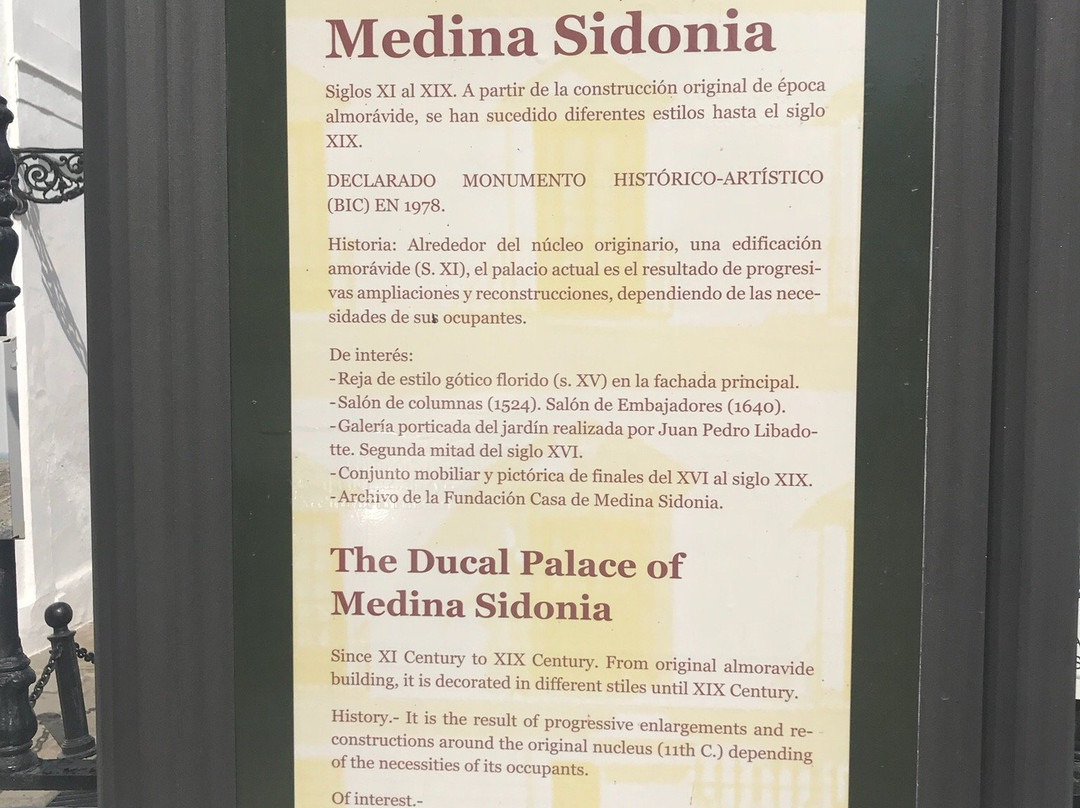 Medina Sidonia
Siglos XI al XIX. A partir de la construcción original de época
almorávide, se han sucedido diferentes estilos hasta el siglo
XIX.
DECLARADO MONUMENTO HISTÓRICO-ARTÍSTICO
(BIC) EN 1978.
Historia: Alrededor del núcleo originario, una edificación
amorávide (S. XI), el palacio actual es el resultado de progresi-
vas ampliaciones y reconstrucciones, dependiendo de las nece-
sidades de sus ocupantes.
De interés:
-Reja de estilo gótico florido (s. XV) en la fachada principal.
-Salón de columnas (1524). Salón de Embajadores (1640).
-Galería porticada del jardín realizada por Juan Pedro Libado-
tte. Segunda mitad del siglo XVI.
-Conjunto mobiliar y pictórica de finales del XVI al siglo XIX.
-Archivo de la Fundación Casa de Medina Sidonia.
The Ducal Palace of
Medina Sidonia
Since XI Century to XIX Century. From original almoravide
building, it is decorated in different stiles until XIX Century.
History.- It is the result of progressive enlargements and re-
constructions around the original nucleus (11th C.) depending
of the necessities of its occupants.
Of interest.-